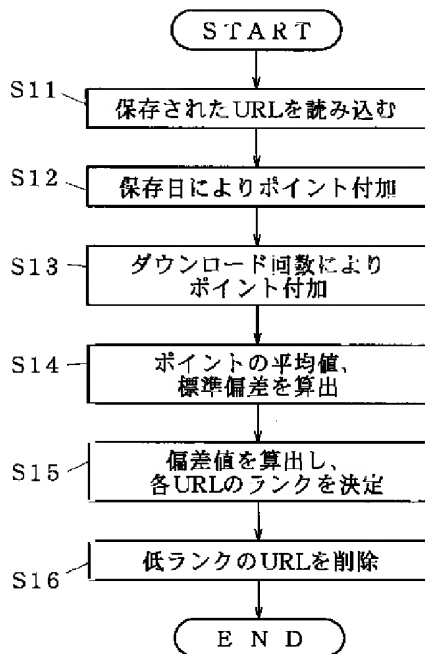 START
S11
保存されたURLを読み込む
S12
保存日によりポイント付加
S13
ダウンロード回数により
ポイント付加
S14
ポイントの平均値、
標準偏差を算出
S15
偏差値を算出し、
各URLのランクを決定
S16
低ランクのURLを削除
END